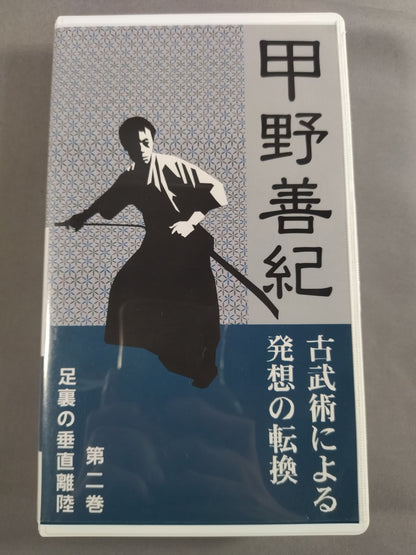 甲野善紀
古武術による
発想の転換
第二巻
足裏の垂直離陸